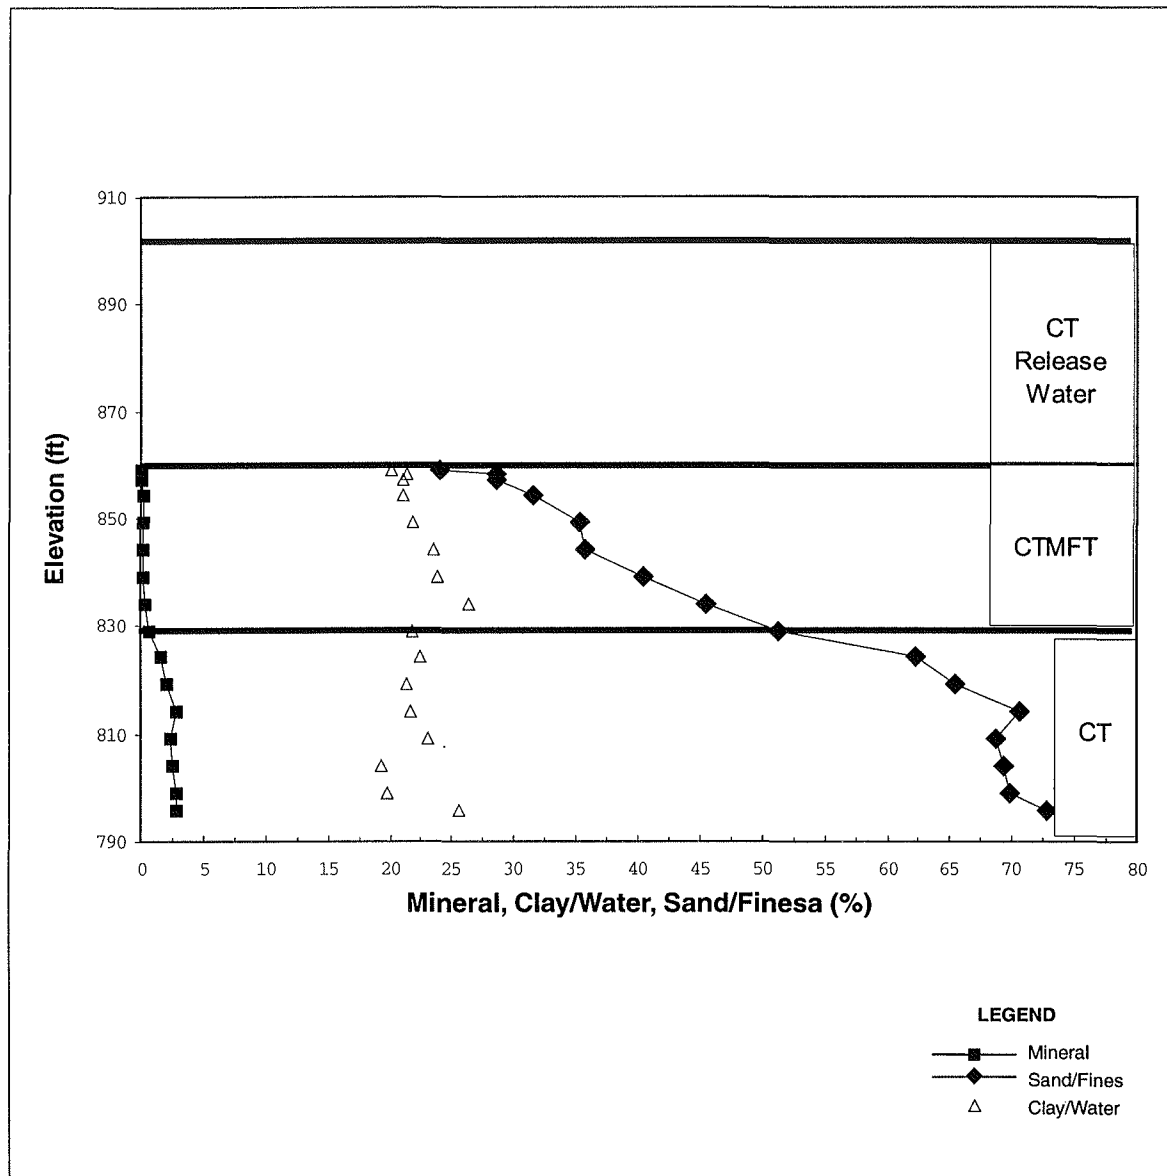 910
890
870
850
830
810
790
Elevation (ft)
CT
Release
Water
CTMFT
CT
0 5 10 15 20 25 30 35 40 45 50 55 60 65 70 75 80
Mineral, Clay/Water, Sand/Finesa (%)
LEGEND
Mineral
Sand/Fines
Clay/Water